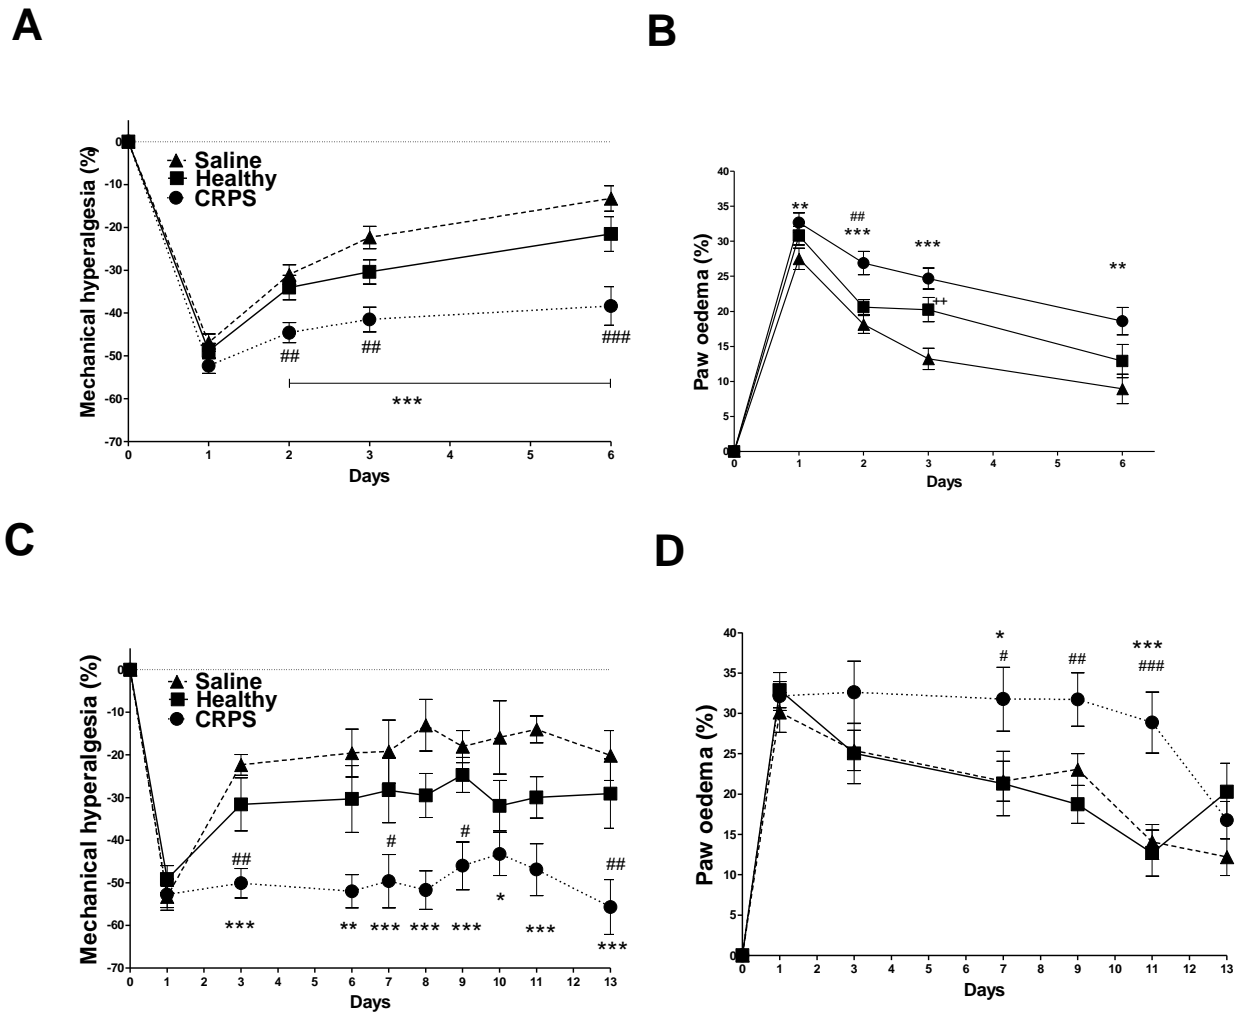 A
Mechanical hyperalgesia (%)
0
-10
-20
-30
-40
-50
-60
-70
Saline
Healthy
CRPS
##
##
###
***
0 1 2 3 4 5 6
Days
B
Paw oedema (%)
40
35
30
25
20
15
10
5
0
**
##
***
***
++
**
0 1 2 3 4 5 6
Days
C
Mechanical hyperalgesia (%)
0
-10
-20
-30
-40
-50
-60
-70
Saline
Healthy
CRPS
##
#
#
##
*
*** ** *** *** *** *** ***
0 1 2 3 4 5 6 7 8 9 10 11 12 13
Days
D
Paw oedema (%)
40
35
30
25
20
15
10
5
0
*
#
##
***
###
0 1 2 3 4 5 6 7 8 9 10 11 12 13
Days